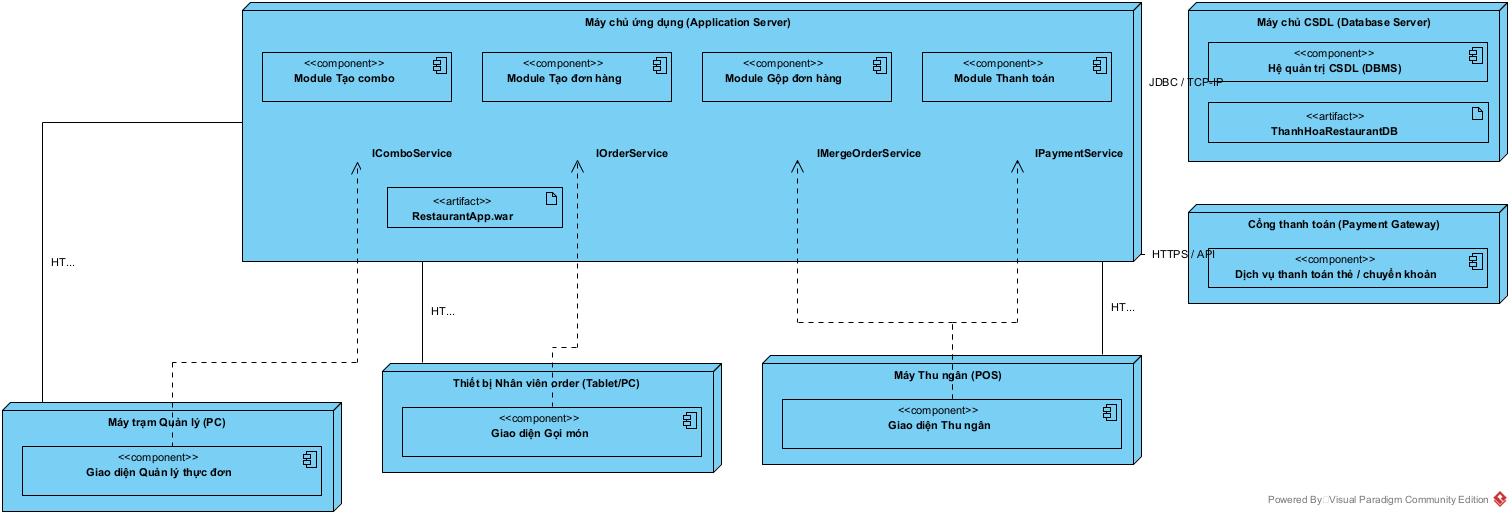 Máy chủ ứng dụng (Application Server)
<<component>>
Module Tạo combo
<<component>>
Module Tạo đơn hàng
<<component>>
Module Gộp đơn hàng
<<component>>
Module Thanh toán
IComboService
IOrderService
IMergeOrderService
IPaymentService
<<artifact>>
RestaurantApp.war
JDBC / TCP-IP
Máy chủ CSDL (Database Server)
<<component>>
Hệ quản trị CSDL (DBMS)
<<artifact>>
ThanhHoaRestaurantDB
HTTPS / API
Cổng thanh toán (Payment Gateway)
<<component>>
Dịch vụ thanh toán thẻ / chuyển khoản
HT...
HT...
HT...
Máy trạm Quản lý (PC)
<<component>>
Giao diện Quản lý thực đơn
Thiết bị Nhân viên order (Tablet/PC)
<<component>>
Giao diện Gọi món
Máy Thu ngân (POS)
<<component>>
Giao diện Thu ngân
Powered By Visual Paradigm Community Edition